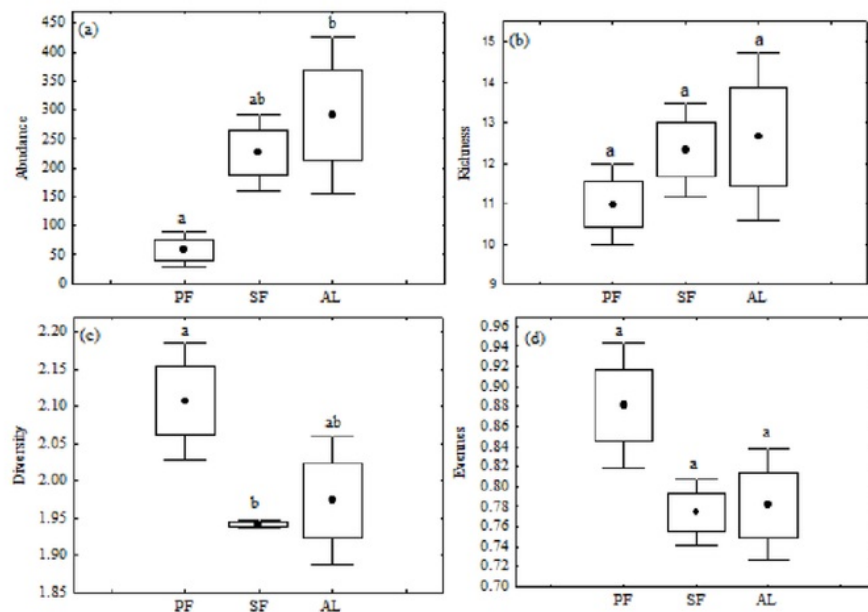 (a)
Abudance
450
400
350
300
250
200
150
100
50
0
a
ab
b
PF SF AL
(b)
Richness
15
14
13
12
11
10
9
a
a
a
PF SF AL
(c)
Diversity
2.20
2.15
2.10
2.05
2.00
1.95
1.90
1.85
a
b
ab
PF SF AL
(d)
Evennes
0.96
0.94
0.92
0.90
0.88
0.86
0.84
0.82
0.80
0.78
0.76
0.74
0.72
0.70
a
a
a
PF SF AL